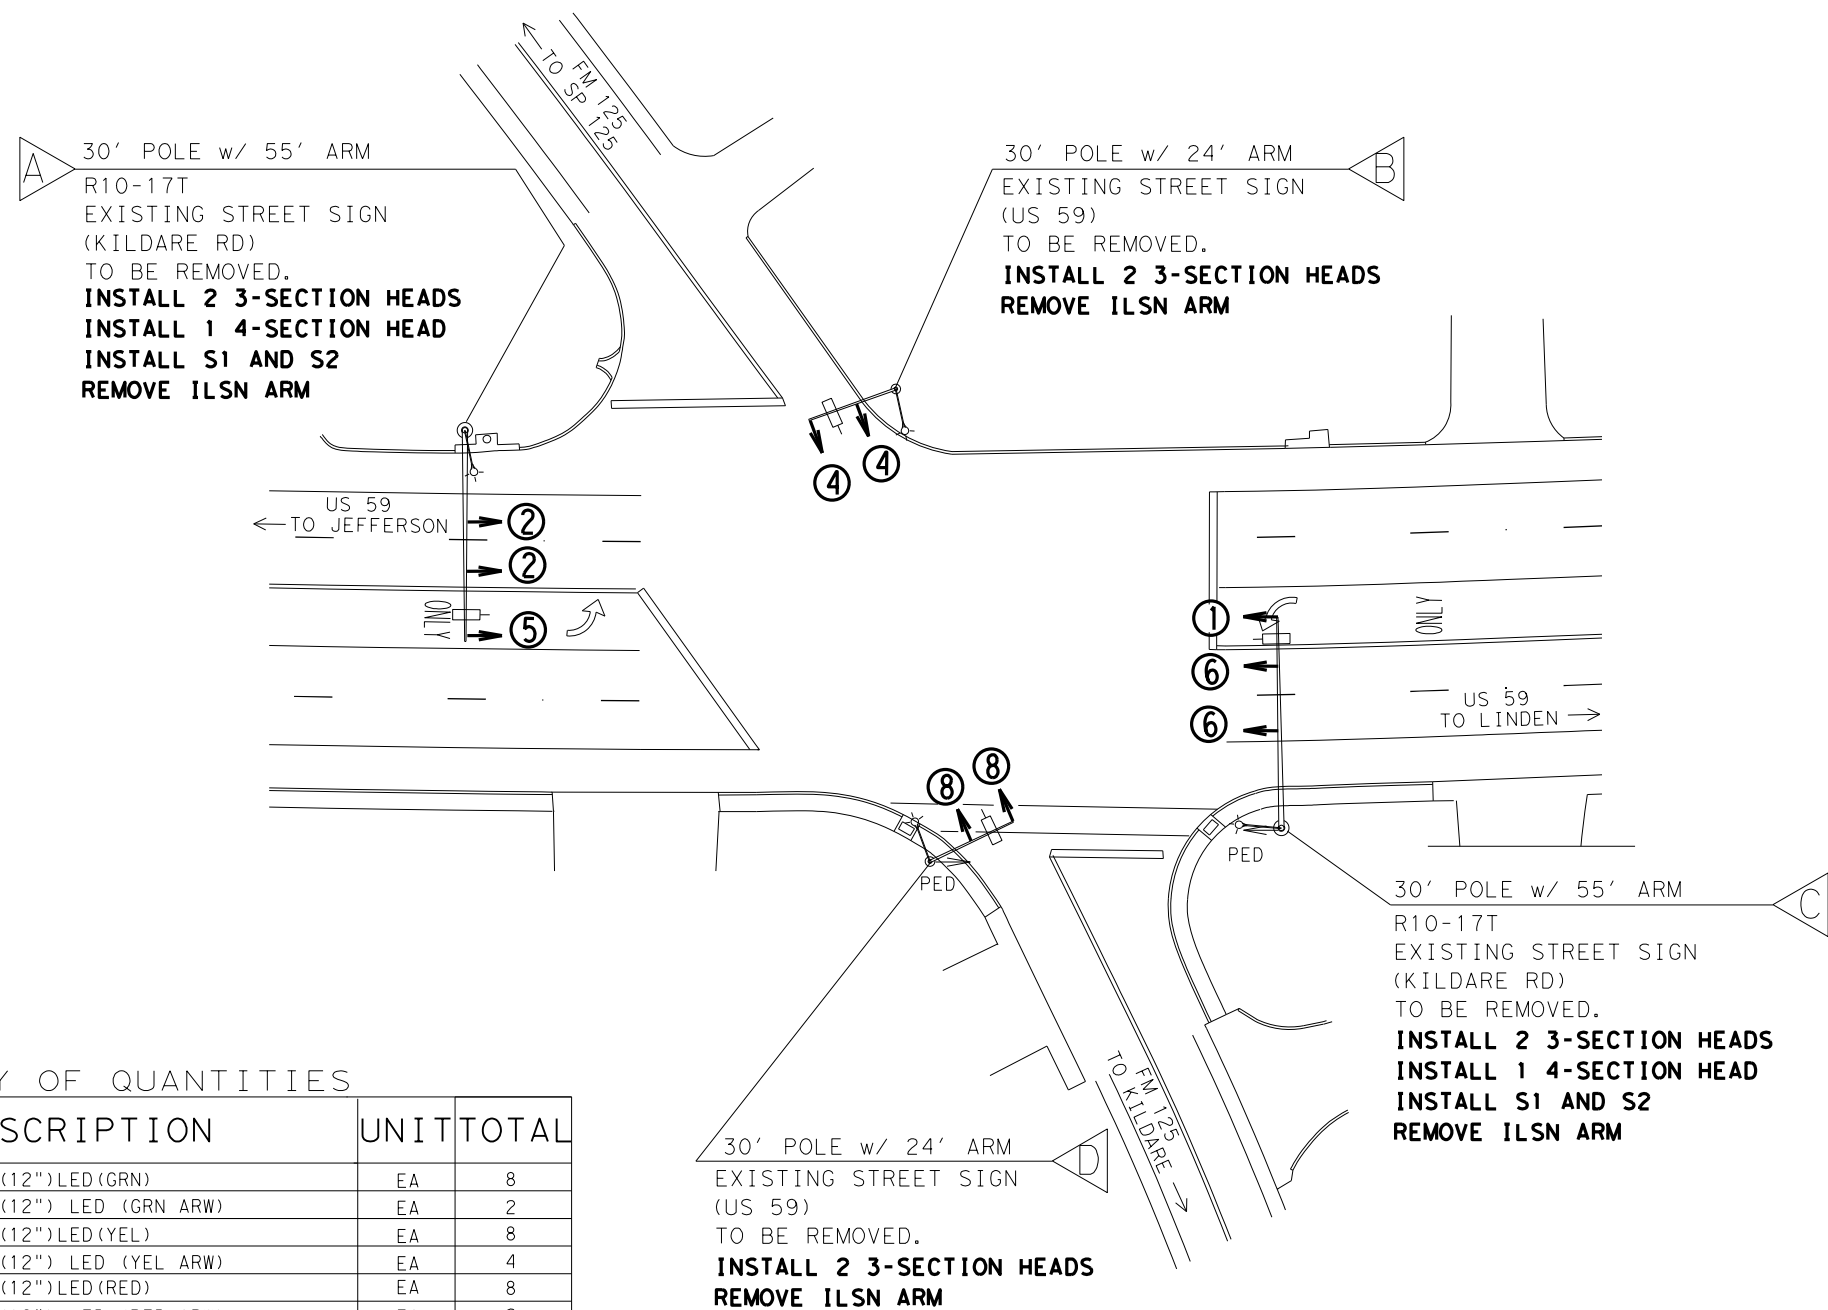 FM 125
TO SP 125
A
30' POLE w/ 55' ARM
R10-17T
EXISTING STREET SIGN
(KILDARE RD)
TO BE REMOVED.
INSTALL 2 3-SECTION HEADS
INSTALL 1 4-SECTION HEAD
INSTALL S1 AND S2
REMOVE ILSN ARM
30' POLE w/ 24' ARM
B
EXISTING STREET SIGN
(US 59)
TO BE REMOVED.
INSTALL 2 3-SECTION HEADS
REMOVE ILSN ARM
4
4
US 59
TO JEFFERSON
2
2
ONLY
5
1
ONLY
6
6
US 59
TO LINDEN
8
8
PED
PED
30' POLE w/ 55' ARM
C
R10-17T
EXISTING STREET SIGN
(KILDARE RD)
TO BE REMOVED.
INSTALL 2 3-SECTION HEADS
INSTALL 1 4-SECTION HEAD
INSTALL S1 AND S2
REMOVE ILSN ARM
FM 125
TO KILDARE
30' POLE w/ 24' ARM
D
EXISTING STREET SIGN
(US 59)
TO BE REMOVED.
INSTALL 2 3-SECTION HEADS
REMOVE ILSN ARM
Y OF QUANTITIES
SCRIPTION UNIT TOTAL
(12")LED(GRN) EA 8
(12") LED (GRN ARW) EA 2
(12")LED(YEL) EA 8
(12") LED (YEL ARW) EA 4
(12")LED(RED) EA 8